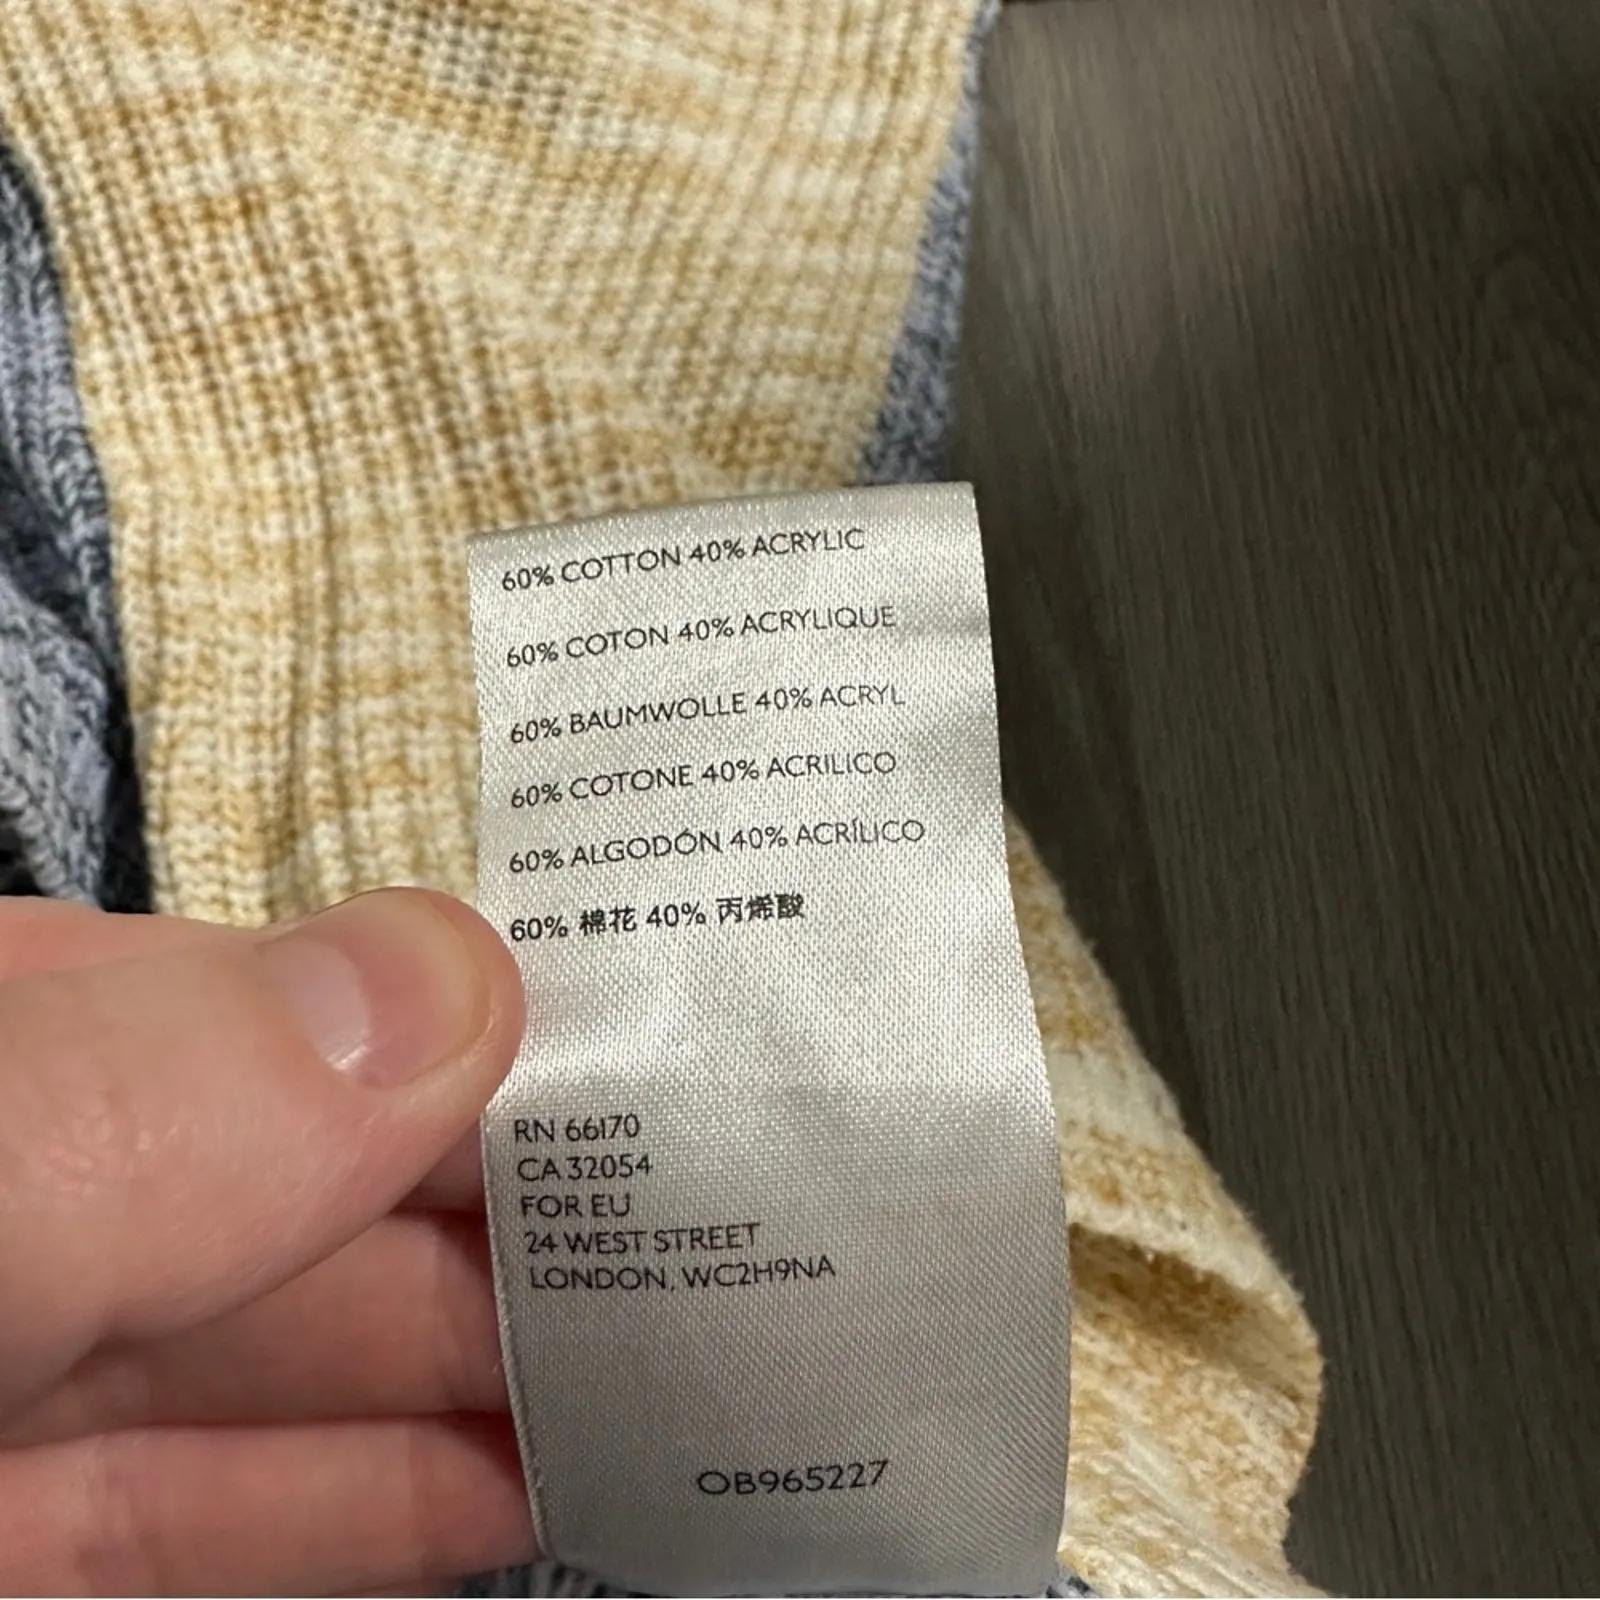 60% COTTON 40% ACRYLIC
60% COTON 40% ACRYLIQUE
60% BAUMWOLLE 40% ACRYL
60% COTONE 40% ACRILICO
60% ALGODÓN 40% ACRÍLICO
60% 棉花 40% 丙烯酸
RN 66170
CA 32054
FOR EU
24 WEST STREET
LONDON, WC2H9NA
OB965227